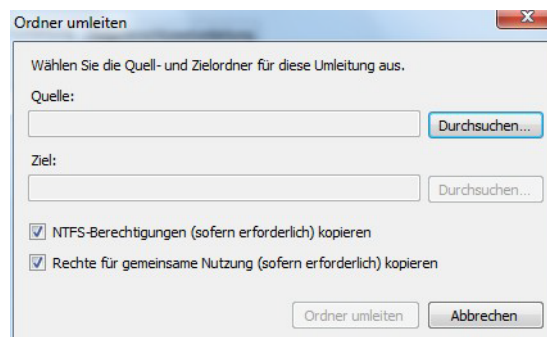 Ordner umleiten
Wählen Sie die Quell- und Zielordner für diese Umleitung aus.
Quelle:
Durchsuchen...
Ziel:
Durchsuchen...
NTFS-Berechtigungen (sofern erforderlich) kopieren
Rechte für gemeinsame Nutzung (sofern erforderlich) kopieren
Ordner umleiten Abbrechen